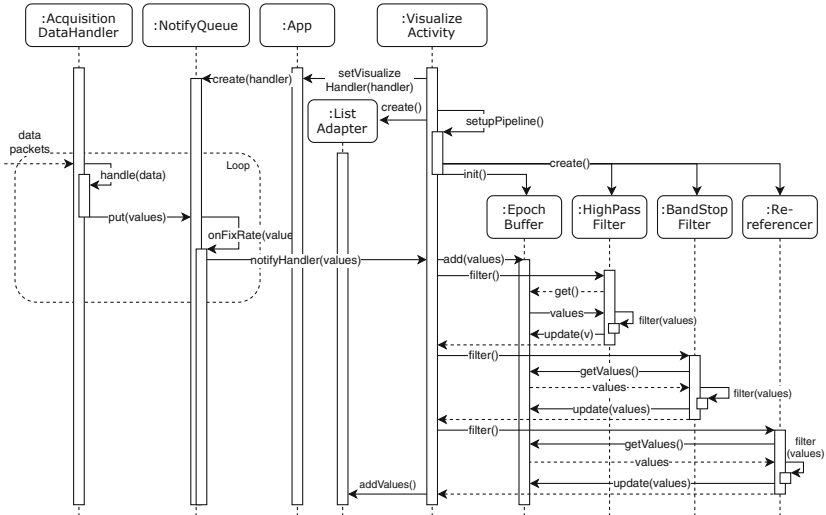 :Acquisition
DataHandler
:NotifyQueue
:App
:Visualize
Activity
create(handler)
setVisualize
Handler(handler)
create()
:List
Adapter
setupPipeline()
data
packets
Loop
handle(data)
create()
init()
put(values)
:Epoch
Buffer
:HighPass
Filter
:BandStop
Filter
:Re-
referencer
onFixRate(value
notifyHandler(values)
add(values)
filter()
get()
values
filter(values)
update(v)
filter()
getValues()
values
filter(values)
update(values)
filter()
getValues()
filter
(values)
values
addValues()
update(values)